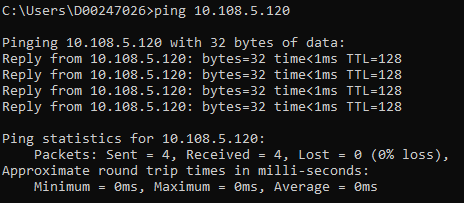 C:\Users\D00247026>ping 10.108.5.120
Pinging 10.108.5.120 with 32 bytes of data:
Reply from 10.108.5.120: bytes=32 time<1ms TTL=128
Reply from 10.108.5.120: bytes=32 time<1ms TTL=128
Reply from 10.108.5.120: bytes=32 time<1ms TTL=128
Reply from 10.108.5.120: bytes=32 time<1ms TTL=128
Ping statistics for 10.108.5.120:
    Packets: Sent = 4, Received = 4, Lost = 0 (0% loss),
Approximate round trip times in milli-seconds:
    Minimum = 0ms, Maximum = 0ms, Average = 0ms